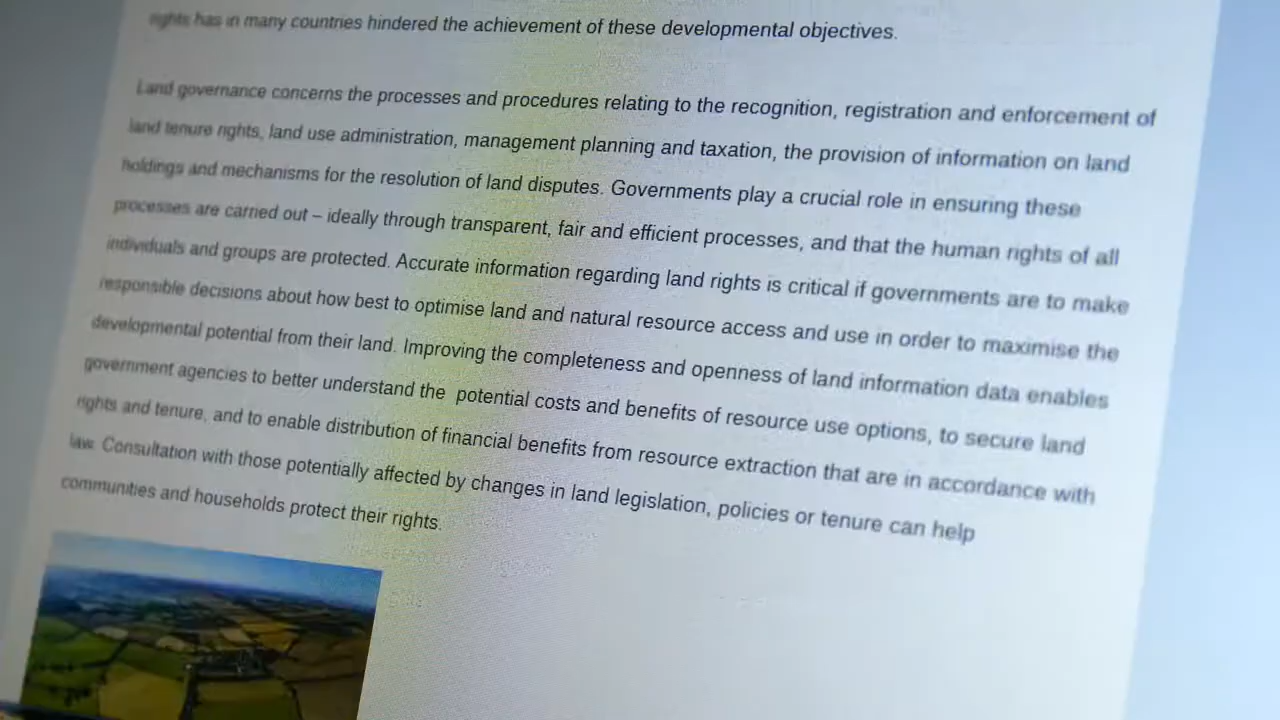 rights has in many countries hindered the achievement of these developmental objectives.
Land governance concerns the processes and procedures relating to the recognition, registration and enforcement of
land tenure rights, land use administration, management planning and taxation, the provision of information on land
holdings and mechanisms for the resolution of land disputes. Governments play a crucial role in ensuring these
processes are carried out – ideally through transparent, fair and efficient processes, and that the human rights of all
individuals and groups are protected. Accurate information regarding land rights is critical if governments are to make
responsible decisions about how best to optimise land and natural resource access and use in order to maximise the
developmental potential from their land. Improving the completeness and openness of land information data enables
government agencies to better understand the  potential costs and benefits of resource use options, to secure land
rights and tenure, and to enable distribution of financial benefits from resource extraction that are in accordance with
law. Consultation with those potentially affected by changes in land legislation, policies or tenure can help
communities and households protect their rights.